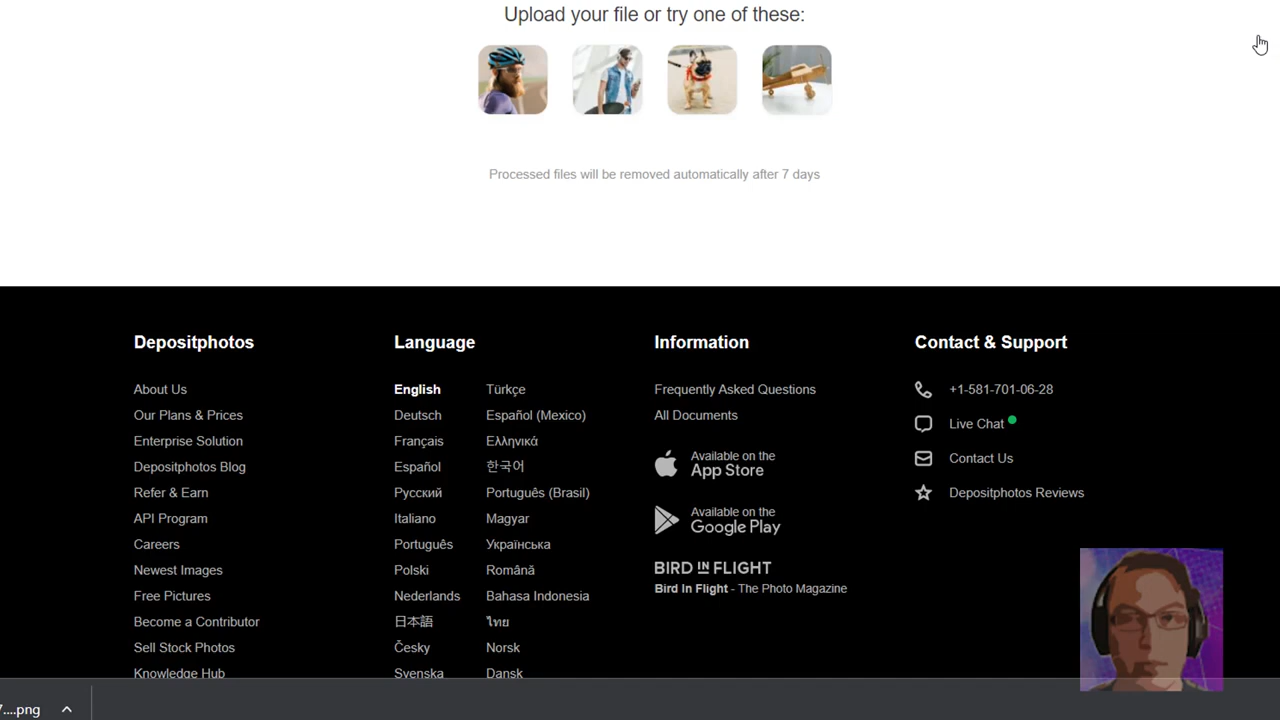 Upload your file or try one of these:
Processed files will be removed automatically after 7 days
Depositphotos
About Us
Our Plans & Prices
Enterprise Solution
Depositphotos Blog
Refer & Earn
API Program
Careers
Newest Images
Free Pictures
Become a Contributor
Sell Stock Photos
Knowledge Hub
Language
English
Deutsch
Français
Español
Русский
Italiano
Português
Polski
Nederlands
日本語
Česky
Svenska
Türkçe
Español (Mexico)
Ελληνικά
한국어
Português (Brasil)
Magyar
Українська
Română
Bahasa Indonesia
ไทย
Norsk
Dansk
Information
Frequently Asked Questions
All Documents
Available on the
App Store
Available on the
Google Play
BIRD IN FLIGHT
Bird In Flight - The Photo Magazine
Contact & Support
+1-581-701-06-28
Live Chat
Contact Us
Depositphotos Reviews
7....png